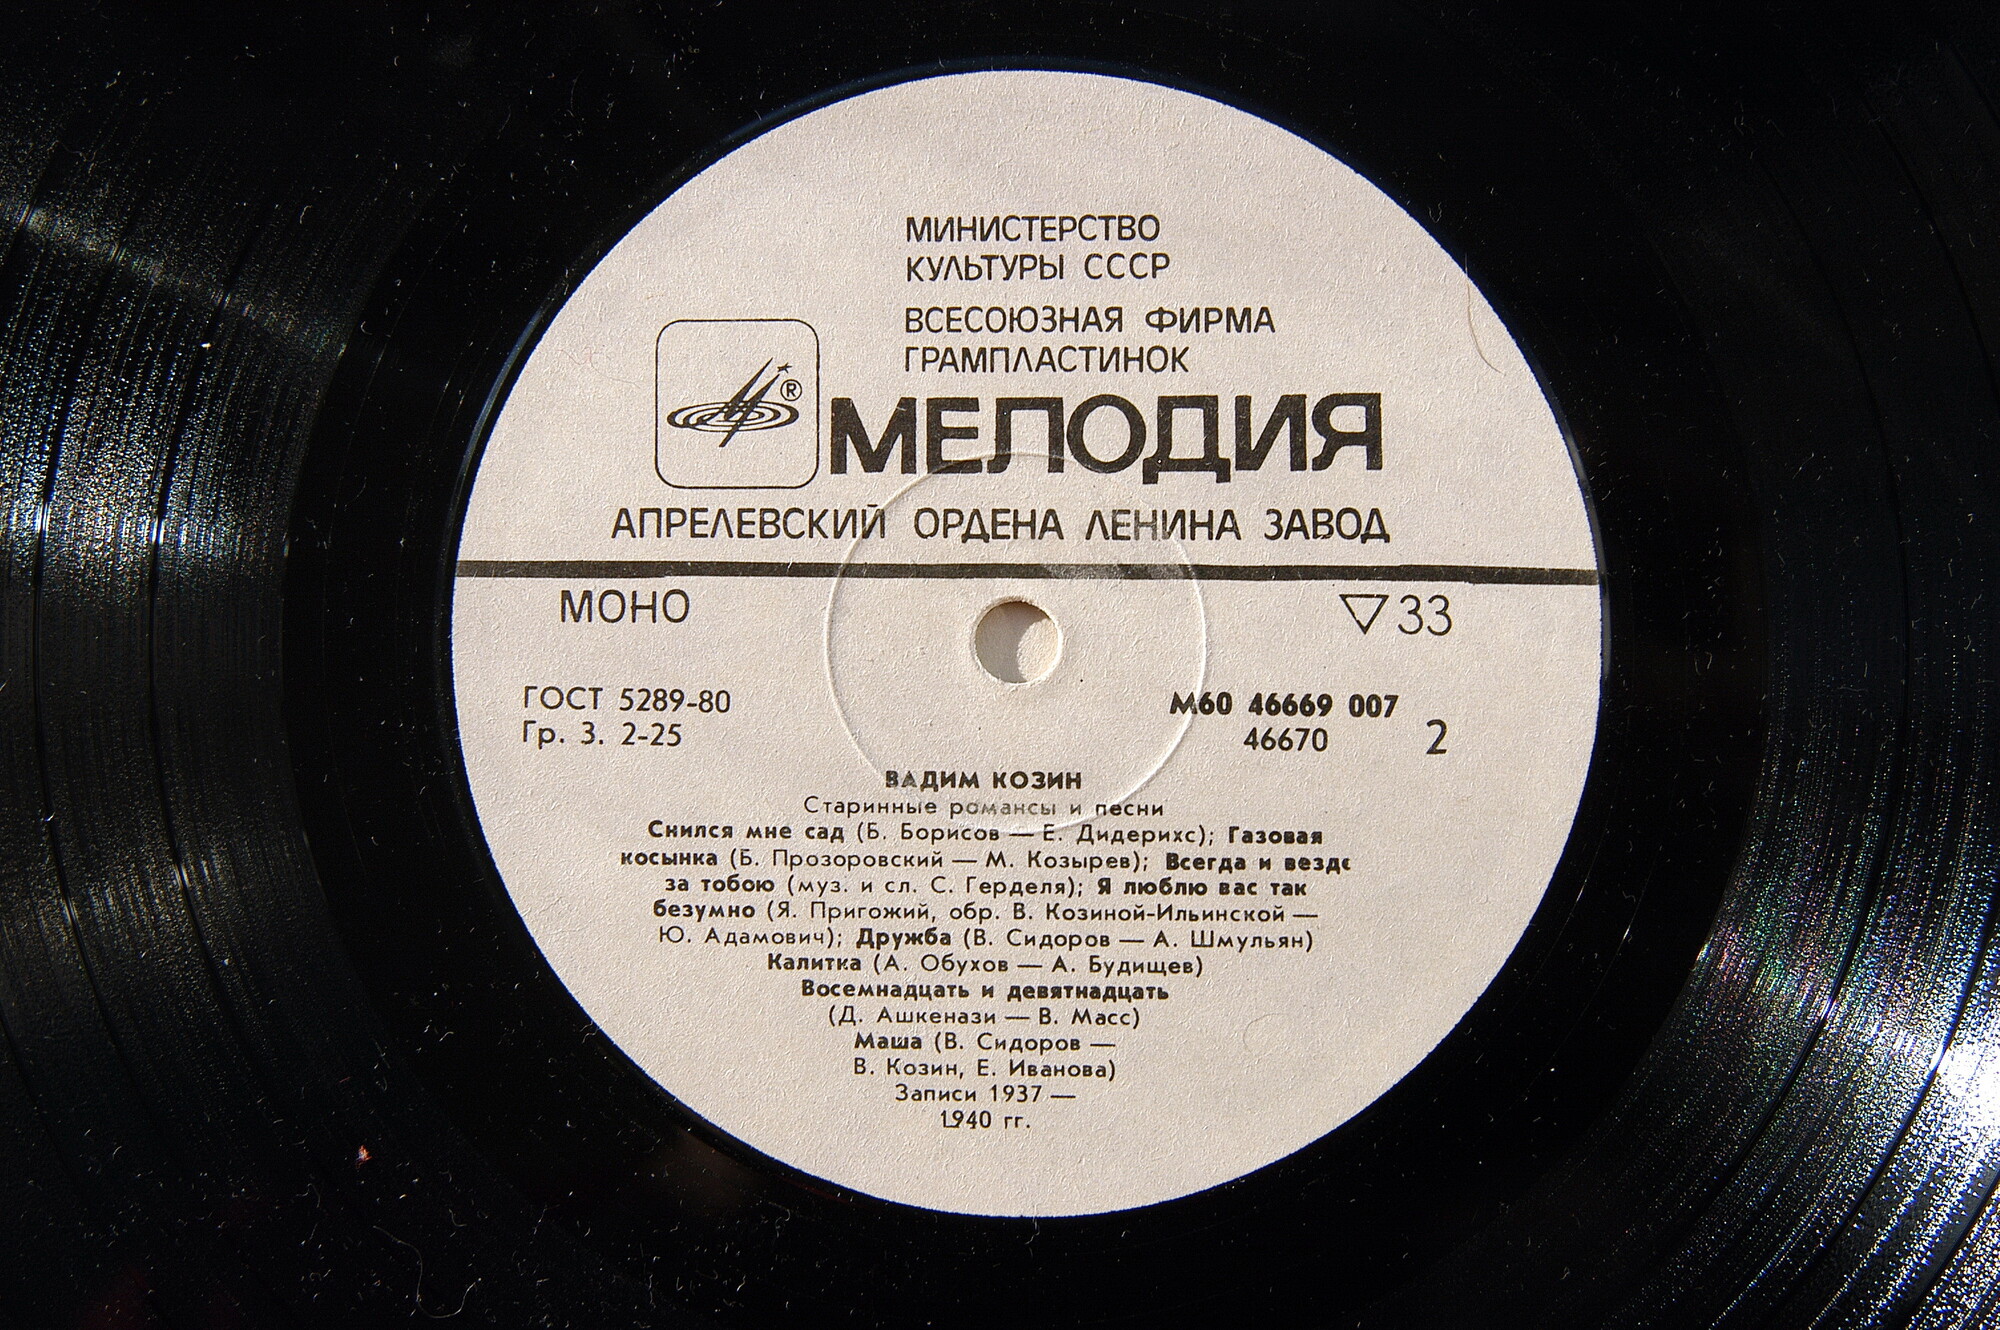 МИНИСТЕРСТВО
КУЛЬТУРЫ СССР
ВСЕСОЮЗНАЯ ФИРМА
ГРАМПЛАСТИНОК
®
МЕЛОДИЯ
АПРЕЛЕВСКИЙ ОРДЕНА ЛЕНИНА ЗАВОД
МОНО
▽33
ГОСТ 5289-80
Гр. 3. 2-25
М60 46669 007
46670
2
ВАДИМ КОЗИН
Старинные романсы и песни
Снился мне сад (Б. Борисов — Е. Дидерихс); Газовая
косынка (Б. Прозоровский — М. Козырев); Всегда и везде
за тобою (муз. и сл. С. Герделя); Я люблю вас так
безумно (Я. Пригожий, обр. В. Козиной-Ильинской —
Ю. Адамович); Дружба (В. Сидоров — А. Шмульян)
Калитка (А. Обухов — А. Будищев)
Восемнадцать и девятнадцать
(Д. Ашкенази — В. Масс)
Маша (В. Сидоров —
В. Козин, Е. Иванова)
Записи 1937 —
1940 гг.